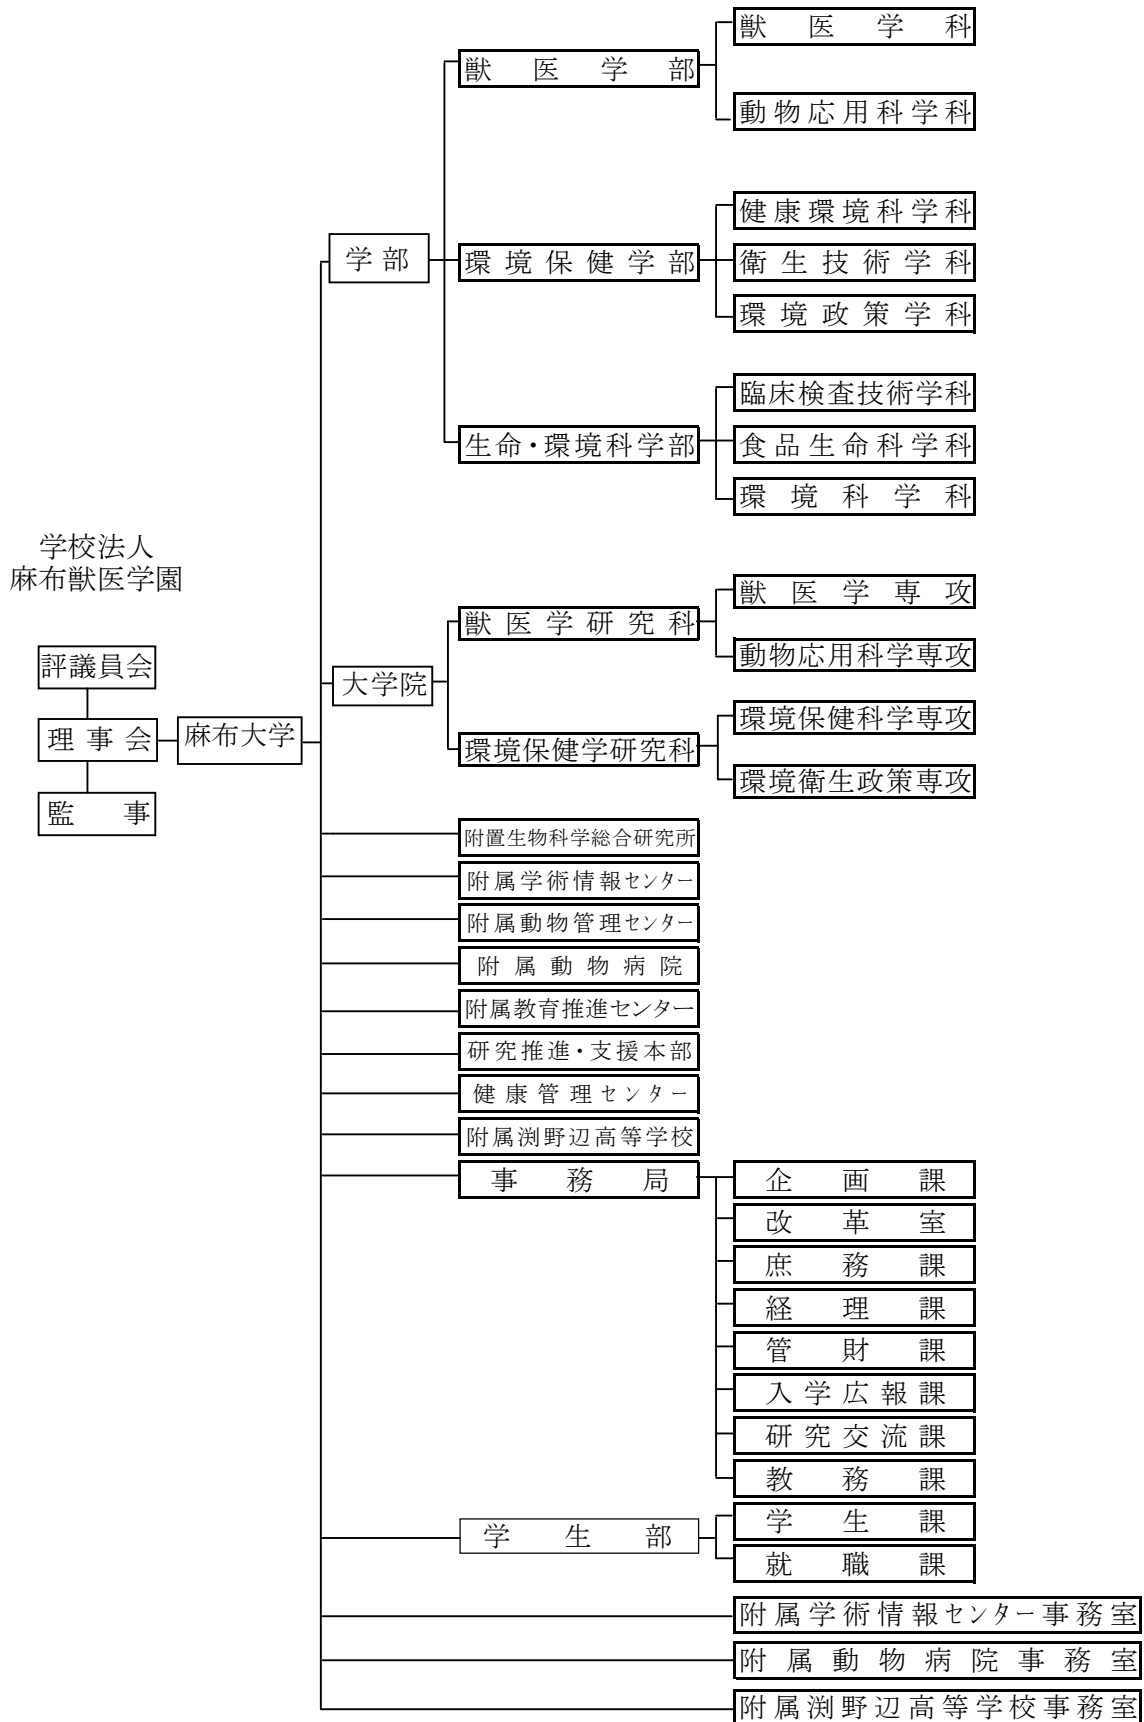 獣医学科
獣医学部
動物応用科学科
健康環境科学科
学部
環境保健学部
衛生技術学科
環境政策学科
臨床検査技術学科
生命・環境科学部
食品生命科学科
環境科学科
学校法人
麻布獣医学園
獣医学専攻
獣医学研究科
動物応用科学専攻
評議員会
大学院
環境保健科学専攻
理事会
麻布大学
環境保健学研究科
環境衛生政策専攻
監事
附置生物科学総合研究所
附属学術情報センター
附属動物管理センター
附属動物病院
附属教育推進センター
研究推進・支援本部
健康管理センター
附属渕野辺高等学校
事務局
企画課
改革室
庶務課
経理課
管財課
入学広報課
研究交流課
教務課
学生部
学生課
就職課
附属学術情報センター事務室
附属動物病院事務室
附属渕野辺高等学校事務室